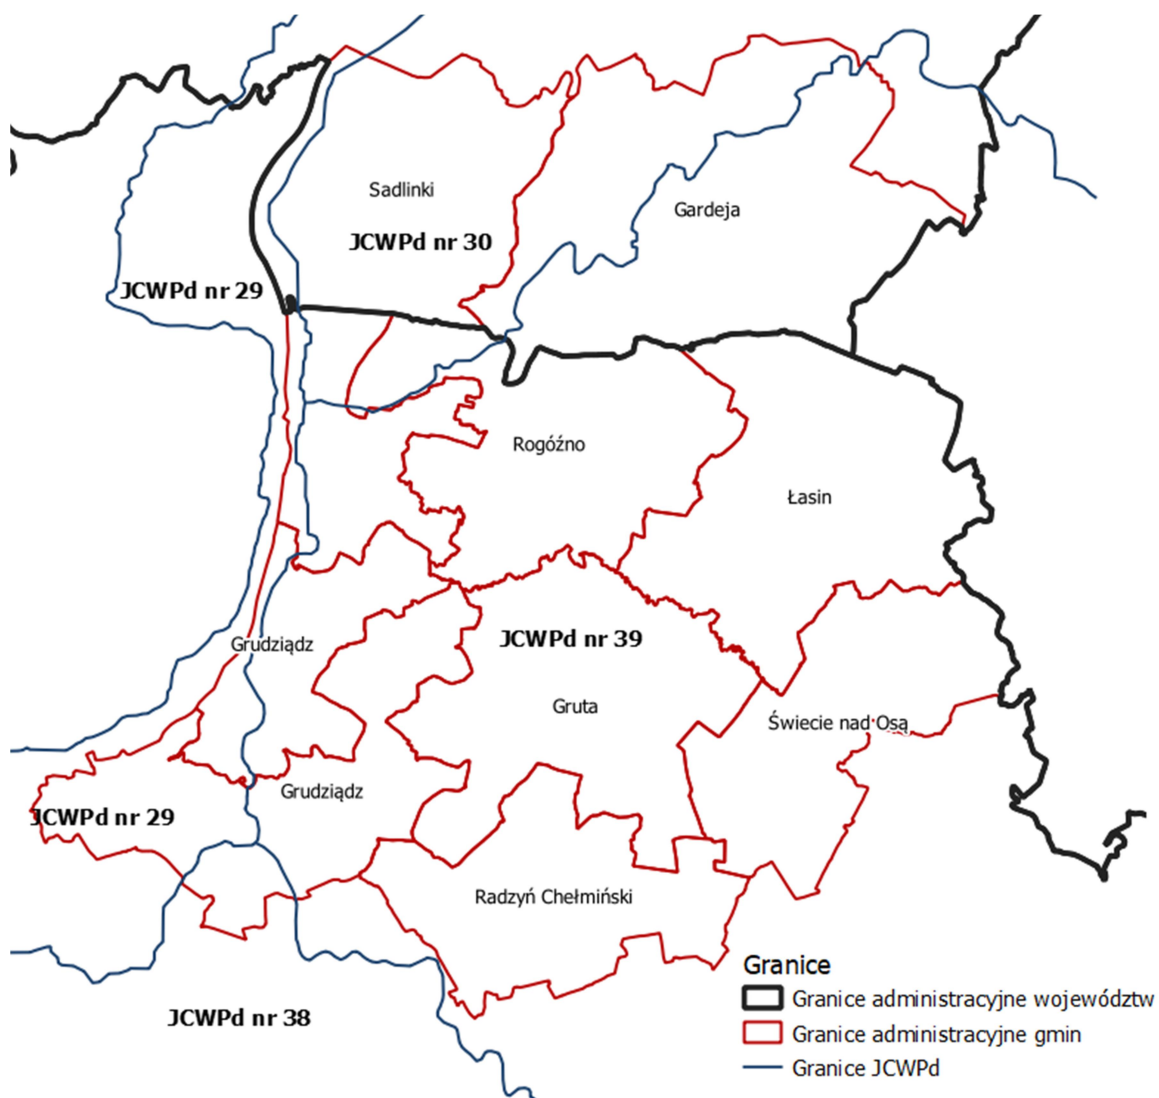 Sadlinki
Gardeja
JCWPd nr 30
JCWPd nr 29
Rogóźno
Łasin
Grudziądz
JCWPd nr 39
Gruta
Świecie nad Osą
Grudziądz
JCWPd nr 29
Radzyń Chełmiński
JCWPd nr 38
Granice
Granice administracyjne województw
Granice administracyjne gmin
Granice JCWPd